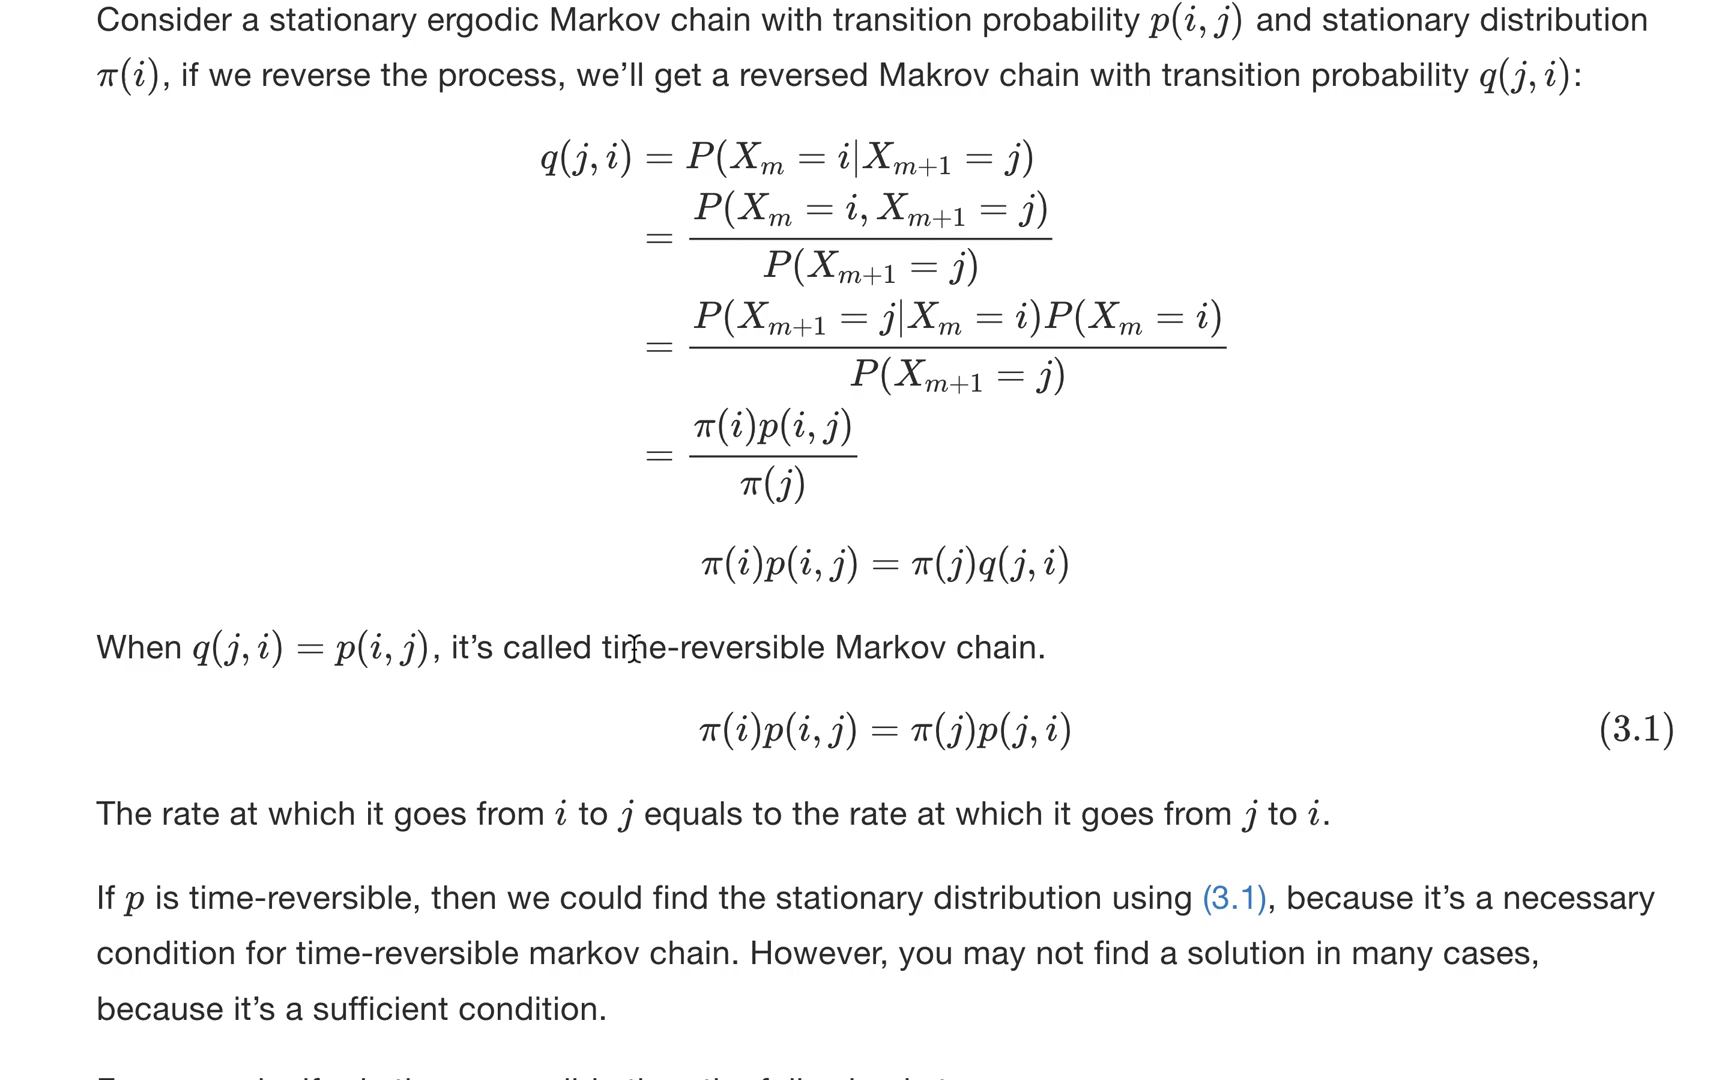 Consider a stationary ergodic Markov chain with transition probability p(i, j) and stationary distribution
π(i), if we reverse the process, we’ll get a reversed Makrov chain with transition probability q(j, i):
q(j, i) = P(X_m = i|X_{m+1} = j)
= \frac{P(X_m = i, X_{m+1} = j)}{P(X_{m+1} = j)}
= \frac{P(X_{m+1} = j|X_m = i)P(X_m = i)}{P(X_{m+1} = j)}
= \frac{π(i)p(i, j)}{π(j)}
π(i)p(i, j) = π(j)q(j, i)
When q(j, i) = p(i, j), it’s called time-reversible Markov chain.
π(i)p(i, j) = π(j)p(j, i) (3.1)
The rate at which it goes from i to j equals to the rate at which it goes from j to i.
If p is time-reversible, then we could find the stationary distribution using (3.1), because it’s a necessary
condition for time-reversible markov chain. However, you may not find a solution in many cases,
because it’s a sufficient condition.